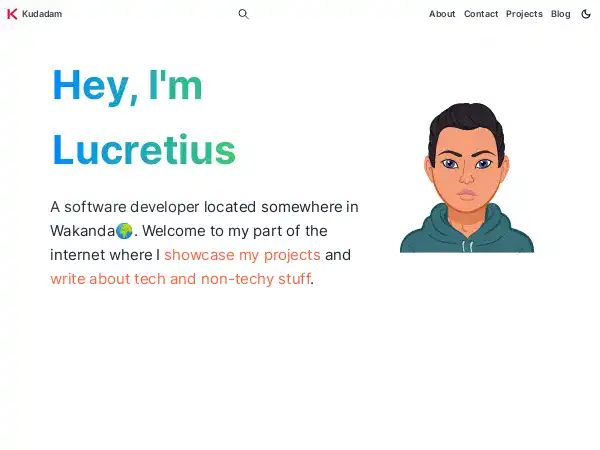 Kudadam
About Contact Projects Blog
Hey, I'm
Lucretius
A software developer located somewhere in
Wakanda🌍. Welcome to my part of the
internet where I showcase my projects and
write about tech and non-techy stuff.